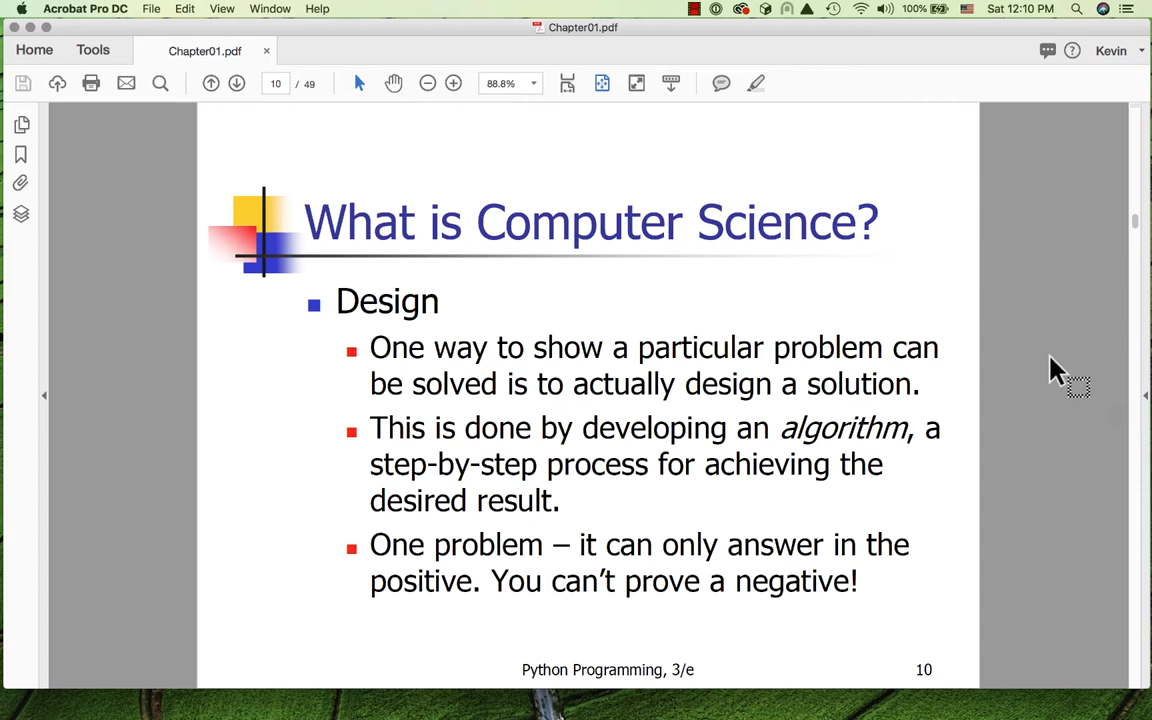 Acrobat Pro DC File Edit View Window Help 100% Sat 12:10 PM
Chapter01.pdf
Home Tools Chapter01.pdf × Kevin
10 / 49 88.8%
What is Computer Science?
Design
One way to show a particular problem can
be solved is to actually design a solution.
This is done by developing an algorithm, a
step-by-step process for achieving the
desired result.
One problem – it can only answer in the
positive. You can’t prove a negative!
Python Programming, 3/e 10